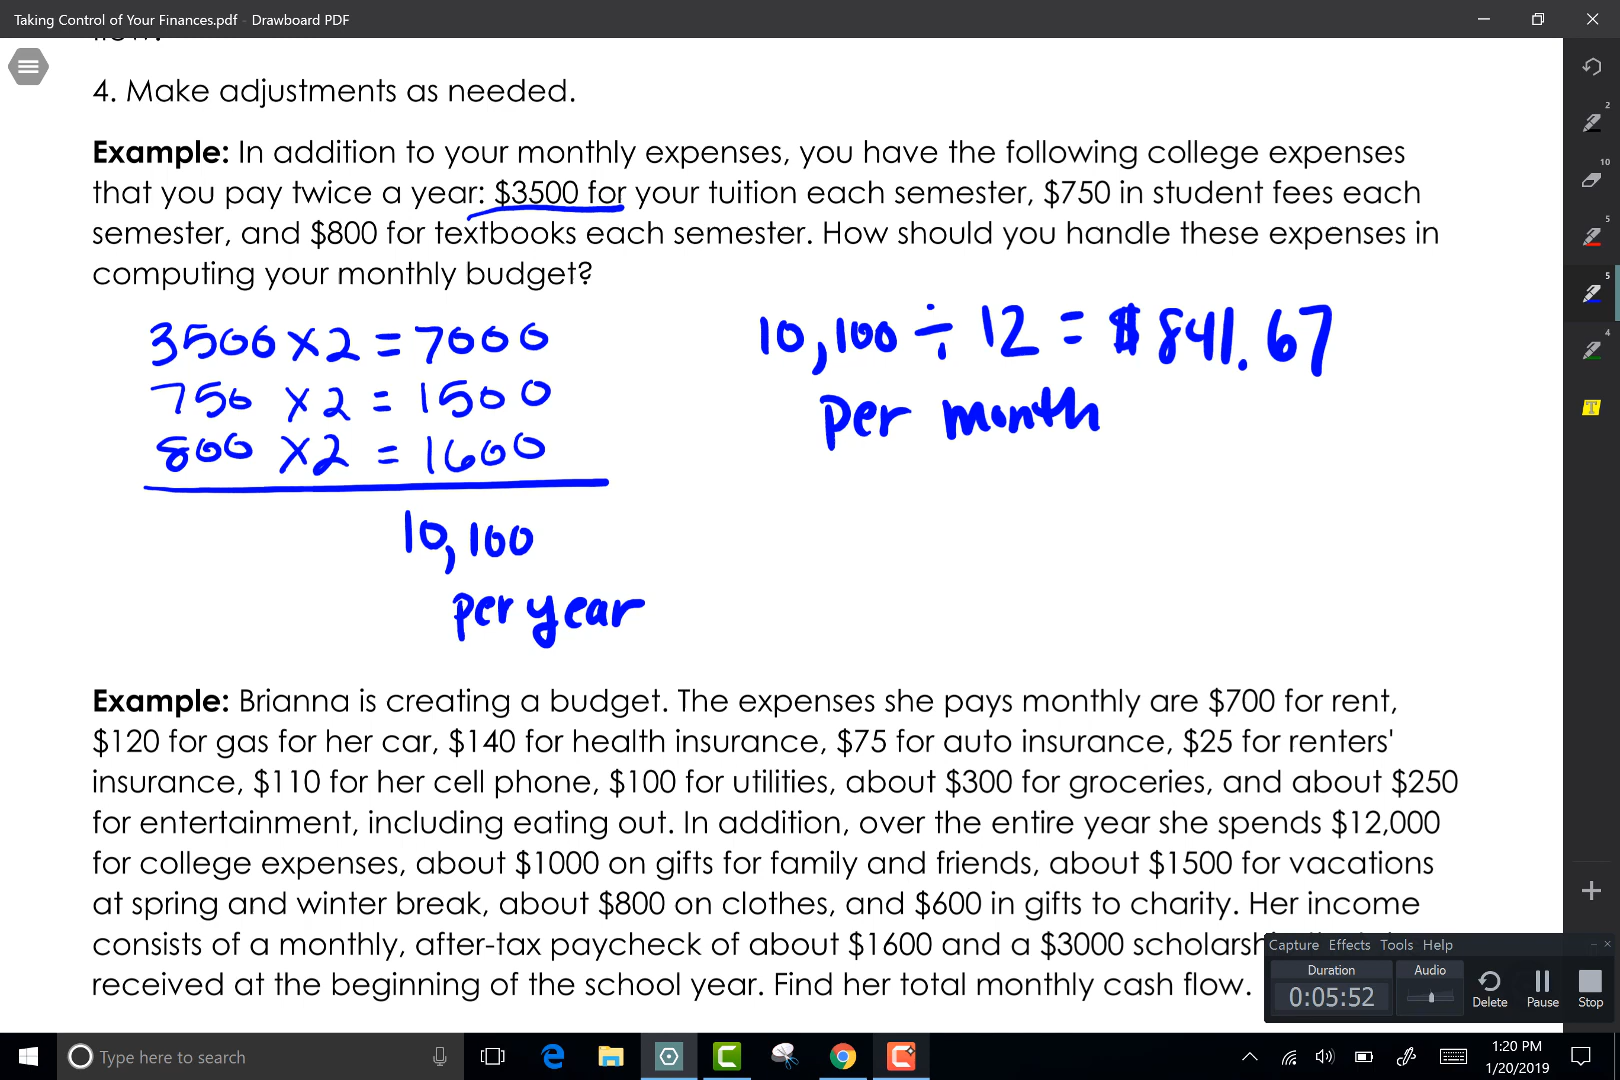 Taking Control of Your Finances.pdf - Drawboard PDF
4. Make adjustments as needed.
Example: In addition to your monthly expenses, you have the following college expenses
that you pay twice a year: $3500 for your tuition each semester, $750 in student fees each
semester, and $800 for textbooks each semester. How should you handle these expenses in
computing your monthly budget?
3500 × 2 = 7000
750 × 2 = 1500
800 × 2 = 1600
10,100
per year
10,100 ÷ 12 = $841.67
per month
Example: Brianna is creating a budget. The expenses she pays monthly are $700 for rent,
$120 for gas for her car, $140 for health insurance, $75 for auto insurance, $25 for renters'
insurance, $110 for her cell phone, $100 for utilities, about $300 for groceries, and about $250
for entertainment, including eating out. In addition, over the entire year she spends $12,000
for college expenses, about $1000 on gifts for family and friends, about $1500 for vacations
at spring and winter break, about $800 on clothes, and $600 in gifts to charity. Her income
consists of a monthly, after-tax paycheck of about $1600 and a $3000
received at the beginning of the school year. Find her total monthly cash flow.
2
10
5
5
4
T
Capture Effects Tools Help
Duration
0:05:52
Audio
Delete
Pause
Stop
Type here to search
1:20 PM
1/20/2019